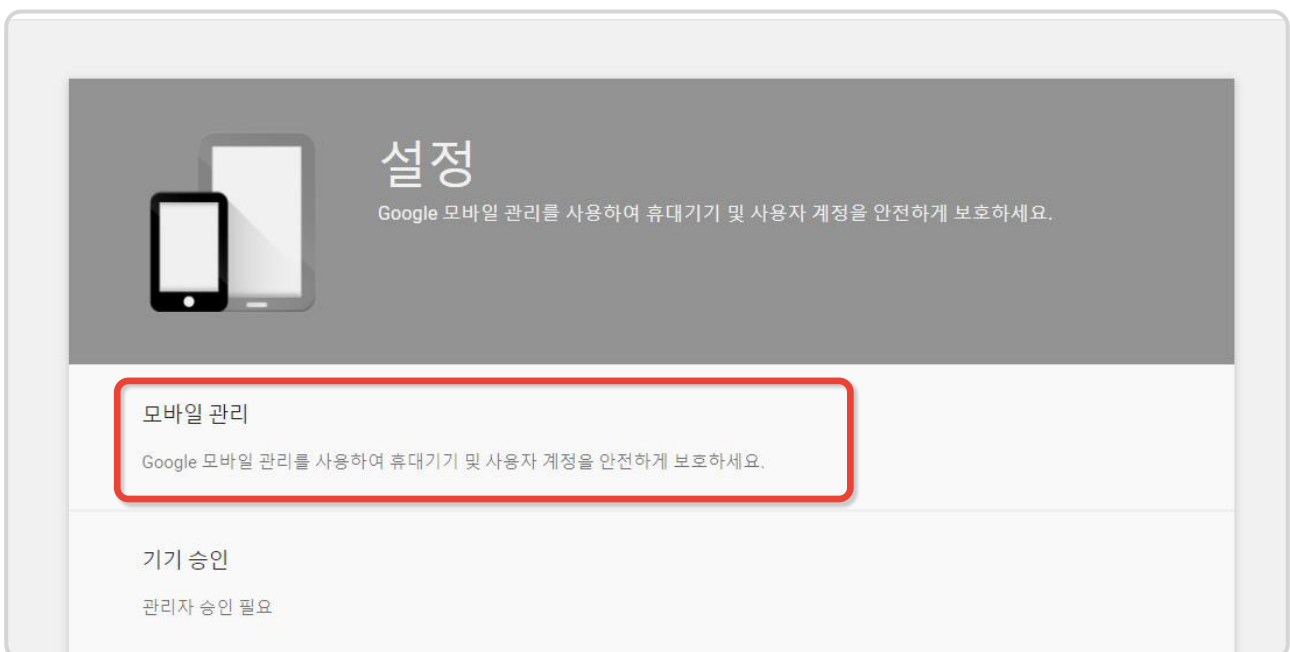 설정
Google 모바일 관리를 사용하여 휴대기기 및 사용자 계정을 안전하게 보호하세요.
모바일 관리
Google 모바일 관리를 사용하여 휴대기기 및 사용자 계정을 안전하게 보호하세요.
기기 승인
관리자 승인 필요